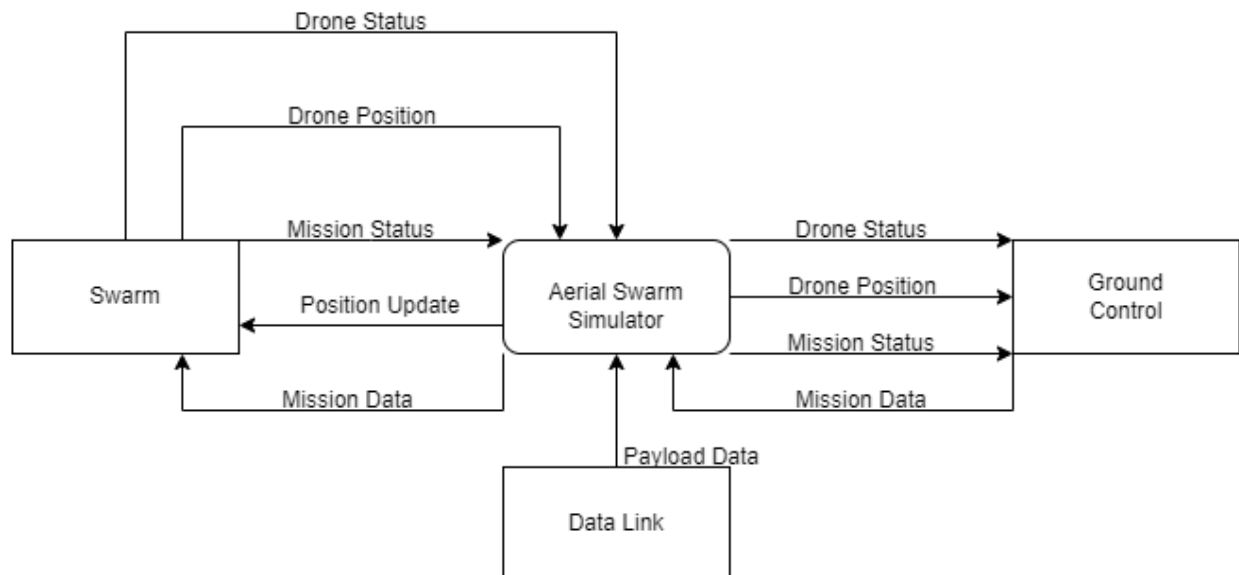 Drone Status
Drone Position
Mission Status
Drone Status
Swarm
Position Update
Aerial Swarm
Simulator
Drone Position
Ground
Control
Mission Status
Mission Data
Mission Data
Payload Data
Data Link